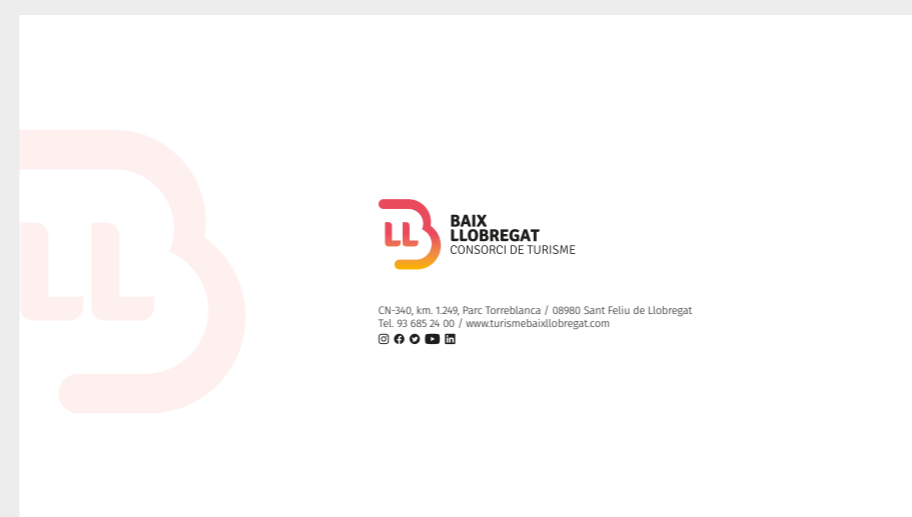 BAIX
LLOBREGAT
CONSORCI DE TURISME
CN-340, km. 1.249, Parc Torreblanca / 08980 Sant Feliu de Llobregat
Tel. 93 685 24 00 / www.turismebaixllobregat.com